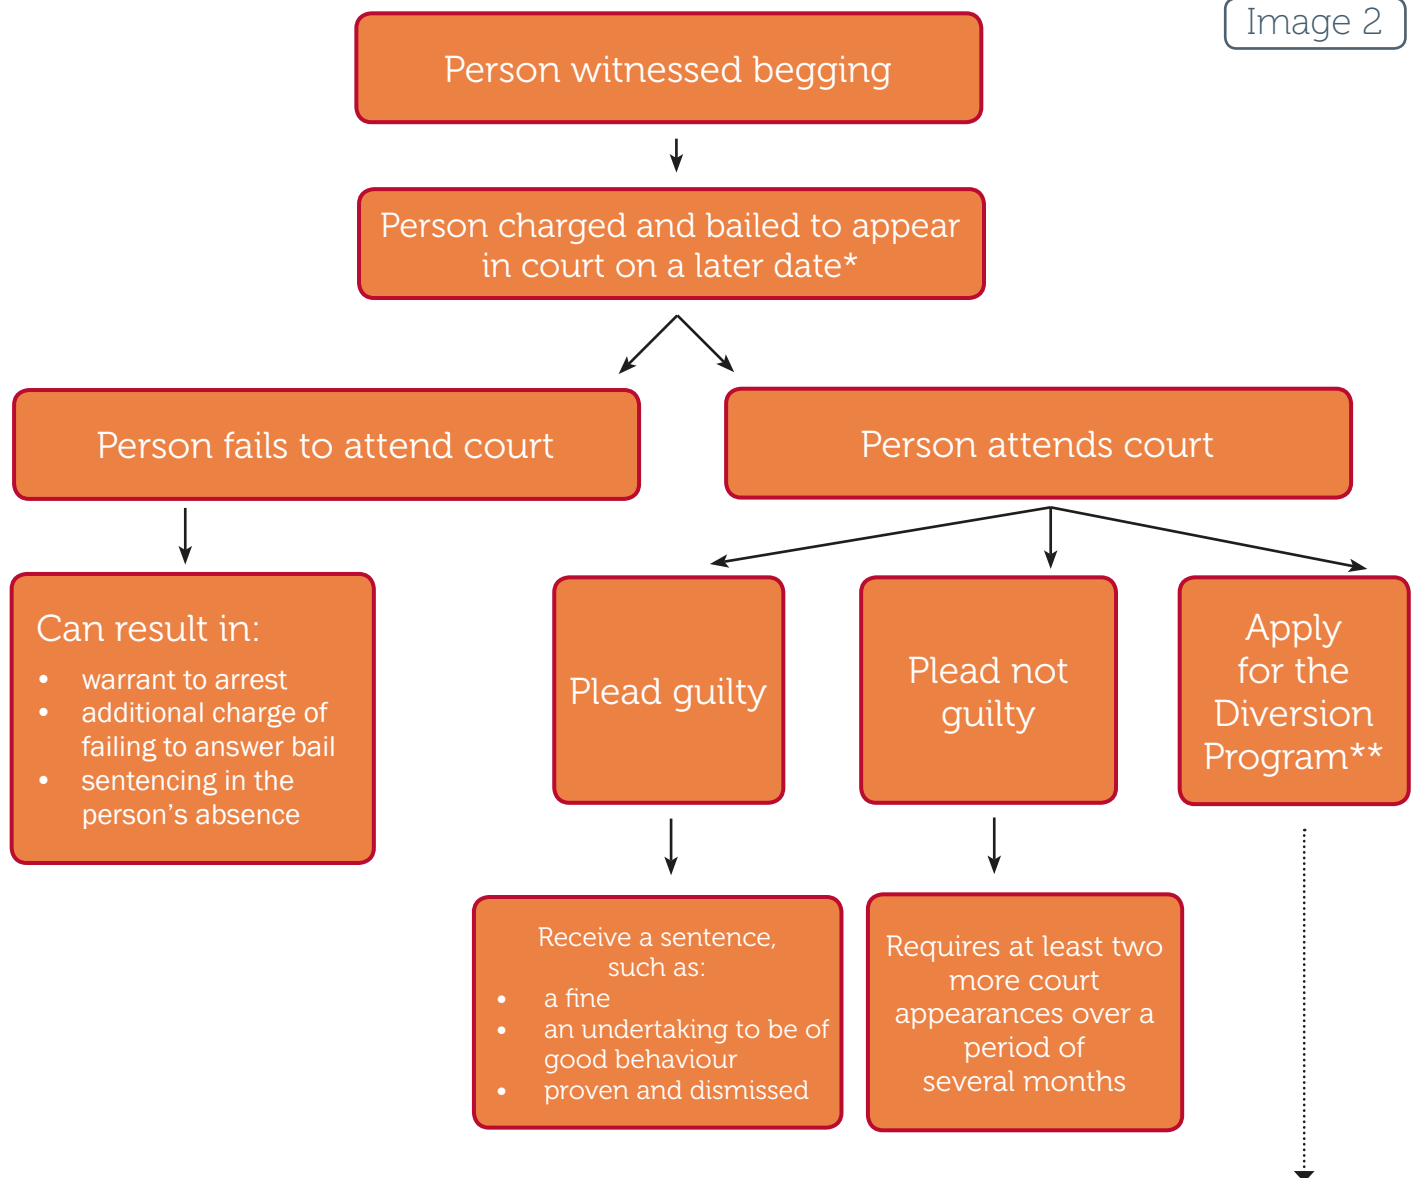 Image 2
Person witnessed begging
Person charged and bailed to appear
in court on a later date*
Person fails to attend court
Person attends court
Can result in:
• warrant to arrest
• additional charge of
failing to answer bail
• sentencing in the
person's absence
Plead guilty
Plead not
guilty
Apply
for the
Diversion
Program**
Receive a sentence,
such as:
• a fine
• an undertaking to be of
good behaviour
• proven and dismissed
Requires at least two
more court
appearances over a
period of
several months